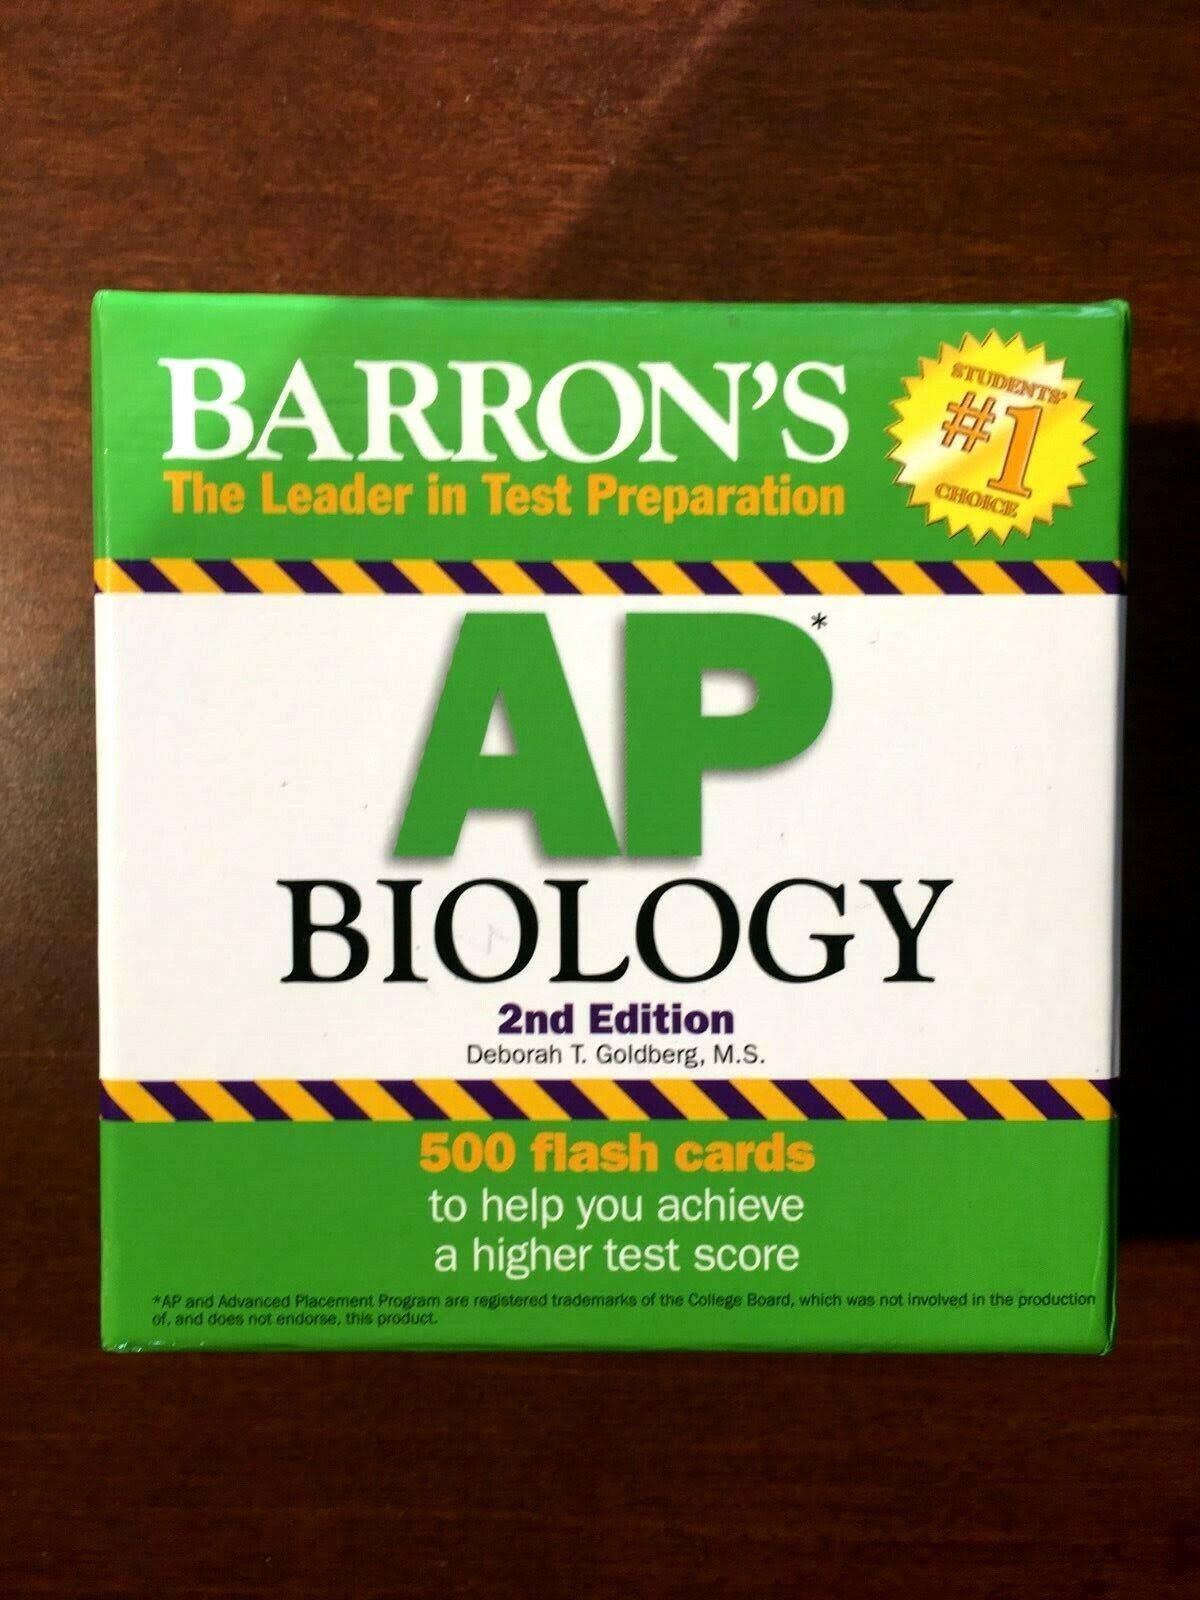 BARRON'S
The Leader in Test Preparation
STUDENTS'
#1
CHOICE
AP*
BIOLOGY
2nd Edition
Deborah T. Goldberg, M.S.
500 flash cards
to help you achieve
a higher test score
*AP and Advanced Placement Program are registered trademarks of the College Board, which was not involved in the production
of, and does not endorse, this product.